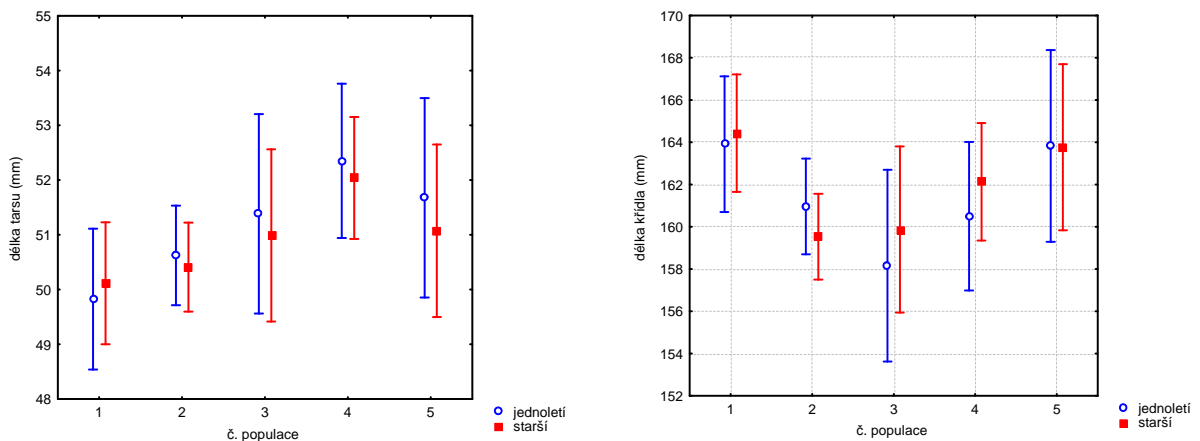 55
54
53
52
51
50
49
48
délka tarsu (mm)
1 2 3 4 5
č. populace
jednoletí
starší
170
168
166
164
162
160
158
156
154
152
délka křídla (mm)
1 2 3 4 5
č. populace
jednoletí
starší